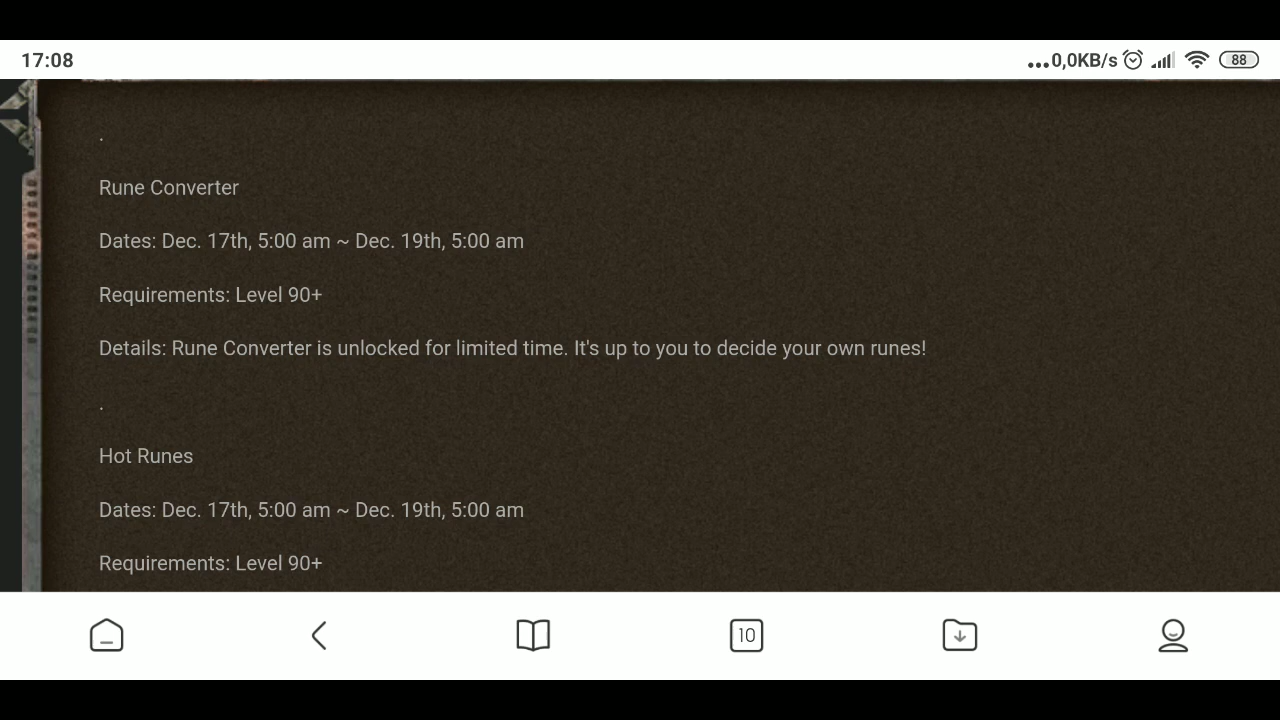 17:08
...0,0KB/s
88
.
Rune Converter
Dates: Dec. 17th, 5:00 am ~ Dec. 19th, 5:00 am
Requirements: Level 90+
Details: Rune Converter is unlocked for limited time. It's up to you to decide your own runes!
.
Hot Runes
Dates: Dec. 17th, 5:00 am ~ Dec. 19th, 5:00 am
Requirements: Level 90+
10